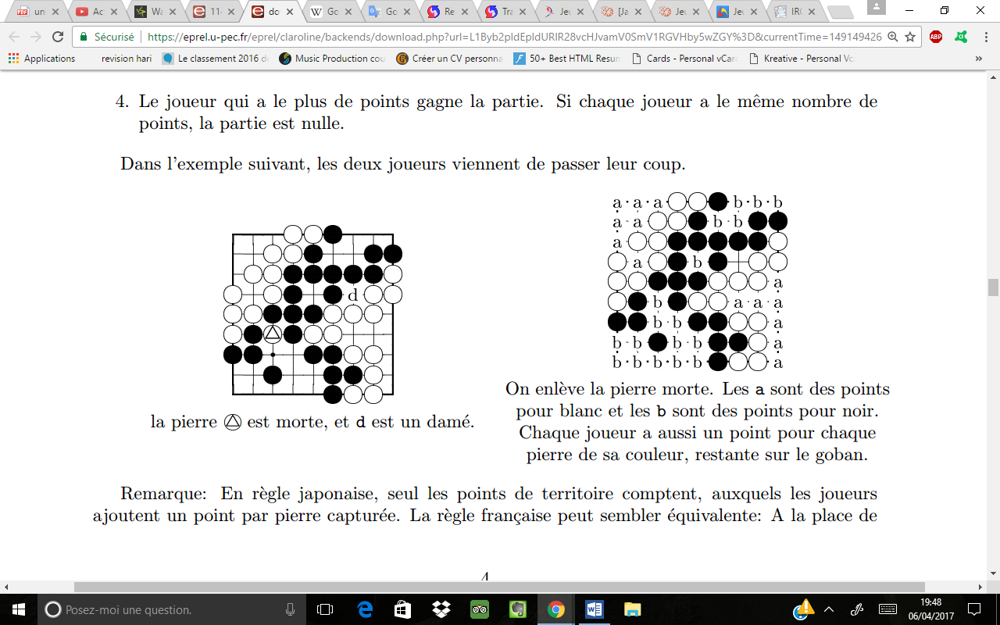 un
Ac
Wa
11-
do
Go
Go
Re
Tra
Jeu
[Je
Jeu
Jeu
IRC
Sécurisé
https://eprel.u-pec.fr/eprel/claroline/backends/download.php?url=L1Byb2pldEpldURlR28vcHJvamV0SmV1RGVHby5wZGY%3D&currentTime=149149426
ABP
Applications
revision hari
Le classement 2016 de
Music Production cou
Créer un CV personna
50+ Best HTML Resum
Cards - Personal vCard
Kreative - Personal Vc
»
4. Le joueur qui a le plus de points gagne la partie. Si chaque joueur a le même nombre de
points, la partie est nulle.
Dans l'exemple suivant, les deux joueurs viennent de passer leur coup.
d
la pierre est morte, et d est un damé.
a a a b b b
a a b b
a
a b
a
b a a a
b b a
b b b b a
b b b b b a
On enlève la pierre morte. Les a sont des points
pour blanc et les b sont des points pour noir.
Chaque joueur a aussi un point pour chaque
pierre de sa couleur, restante sur le goban.
Remarque: En règle japonaise, seul les points de territoire comptent, auxquels les joueurs
ajoutent un point par pierre capturée. La règle française peut sembler équivalente: A la place de
4
Posez-moi une question.
19:48
06/04/2017